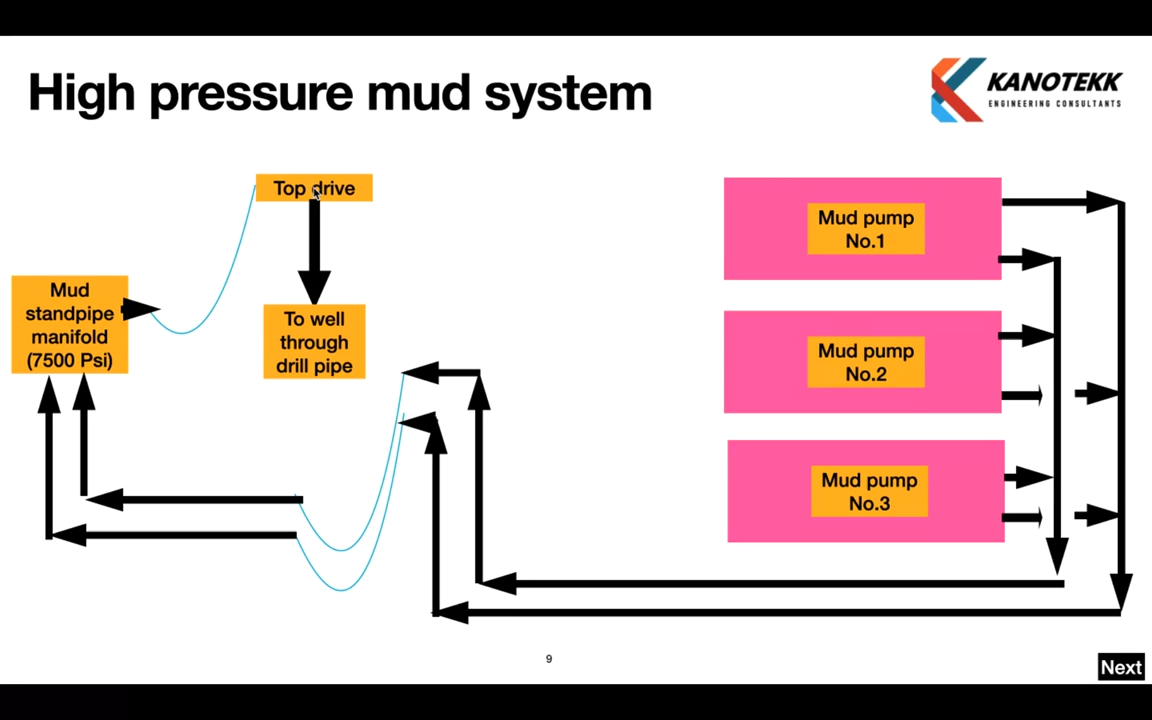 High pressure mud system
KANOTEKK
ENGINEERING CONSULTANTS
Top drive
Mud
standpipe
manifold
(7500 Psi)
To well
through
drill pipe
Mud pump
No.1
Mud pump
No.2
Mud pump
No.3
9
Next